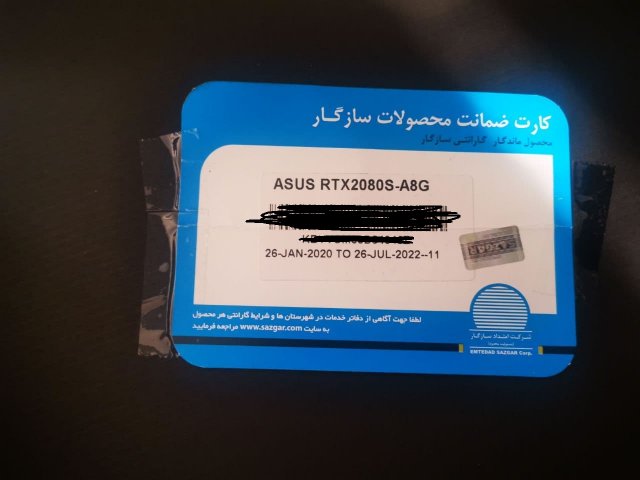 کارت ضمانت محصولات سازگار
محصول ماندگار، گارانتی سازگار
ASUS RTX2080S-A8G
26-JAN-2020 TO 26-JUL-2022--11
SAZGAR
لطفا جهت آگاهی از دفاتر خدمات در شهرستان ها و شرایط گارانتی هر محصول
به سایت www.sazgar.com مراجعه فرمایید
شرکت امتداد سازگار
EMTEDAD SAZGAR Corp.